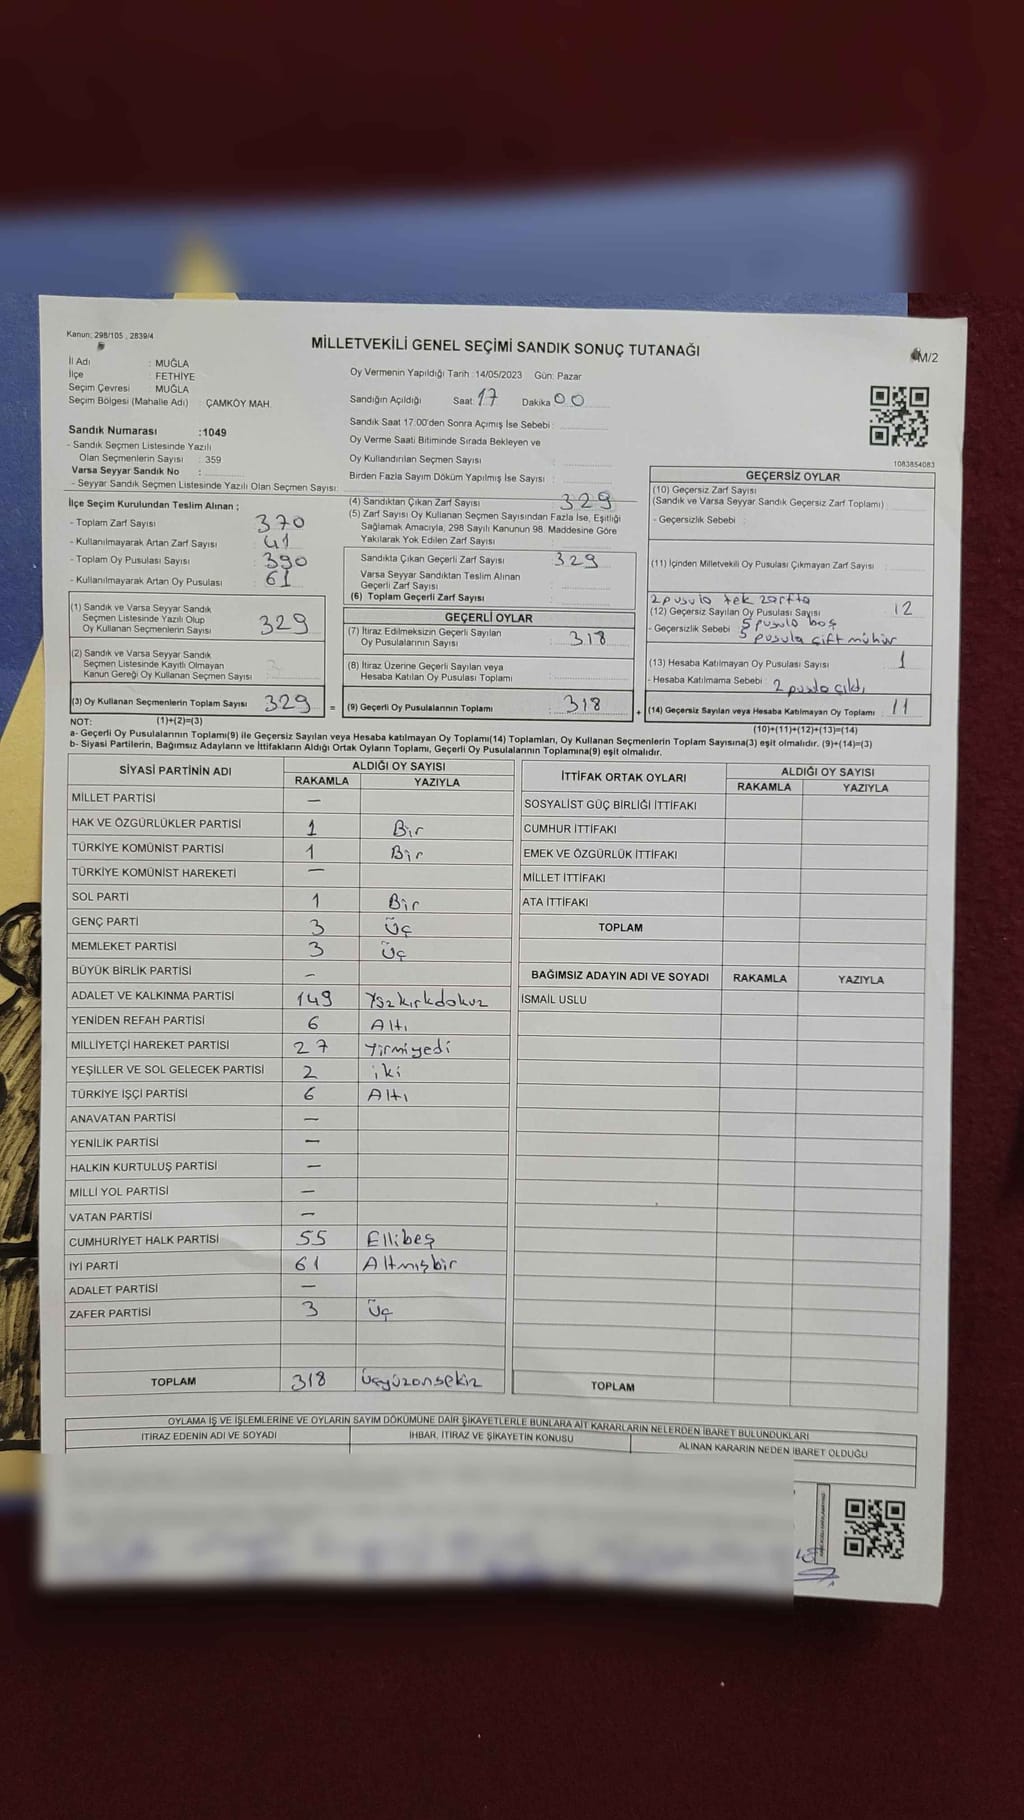 Kanun; 298/105 , 2839/4
MİLLETVEKİLİ GENEL SEÇİMİ SANDIK SONUÇ TUTANAĞI
M/2
İl Adı : MUĞLA
İlçe : FETHİYE
Seçim Çevresi : MUĞLA
Seçim Bölgesi (Mahalle Adı) : ÇAMKÖY MAH.
Sandık Numarası :1049
- Sandık Seçmen Listesinde Yazılı
Olan Seçmenlerin Sayısı : 359
Varsa Seyyar Sandık No :
- Seyyar Sandık Seçmen Listesinde Yazılı Olan Seçmen Sayısı:
Oy Vermenin Yapıldığı Tarih :14/05/2023 Gün: Pazar
Sandığın Açıldığı Saat: 17 Dakika 00
Sandık Saat 17:00'den Sonra Açımış İse Sebebi :
Oy Verme Saati Bitiminde Sırada Bekleyen ve
Oy Kullandırılan Seçmen Sayısı :
Birden Fazla Sayım Döküm Yapılmış İse Sayısı :
1083854083
İlçe Seçim Kurulundan Teslim Alınan ;
- Toplam Zarf Sayısı : 370
- Kullanılmayarak Artan Zarf Sayısı : 41
- Toplam Oy Pusulası Sayısı : 390
- Kullanılmayarak Artan Oy Pusulası : 61
(1) Sandık ve Varsa Seyyar Sandık
Seçmen Listesinde Yazılı Olup
Oy Kullanan Seçmenlerin Sayısı : 329
(2) Sandık ve Varsa Seyyar Sandık
Seçmen Listesinde Kayıtlı Olmayan
Kanun Gereği Oy Kullanan Seçmen Sayısı :
(3) Oy Kullanan Seçmenlerin Toplam Sayısı : 329 =
(4) Sandıktan Çıkan Zarf Sayısı : 329
(5) Zarf Sayısı Oy Kullanan Seçmen Sayısından Fazla İse, Eşitliği
Sağlamak Amacıyla, 298 Sayılı Kanunun 98. Maddesine Göre
Yakılarak Yok Edilen Zarf Sayısı :
Sandıkta Çıkan Geçerli Zarf Sayısı : 329
Varsa Seyyar Sandıktan Teslim Alınan
Geçerli Zarf Sayısı :
(6) Toplam Geçerli Zarf Sayısı :
GEÇERLİ OYLAR
(7) İtiraz Edilmeksizin Geçerli Sayılan
Oy Pusulalarının Sayısı : 318
(8) İtiraz Üzerine Geçerli Sayılan veya
Hesaba Katılan Oy Pusulası Toplamı :
(9) Geçerli Oy Pusulalarının Toplamı : 318 +
GEÇERSİZ OYLAR
(10) Geçersiz Zarf Sayısı
(Sandık ve Varsa Seyyar Sandık Geçersiz Zarf Toplamı) :
- Geçersizlik Sebebi :
(11) İçinden Milletvekili Oy Pusulası Çıkmayan Zarf Sayısı :
2 pusula tek zarfta
(12) Geçersiz Sayılan Oy Pusulası Sayısı : 12
- Geçersizlik Sebebi : 5 pusula boş
5 pusula çift mühür
(13) Hesaba Katılmayan Oy Pusulası Sayısı : 1
- Hesaba Katılmama Sebebi : 2 pusula çıktı
(14) Geçersiz Sayılan veya Hesaba Katılmayan Oy Toplamı : 11
NOT: (1)+(2)=(3)
(10)+(11)+(12)+(13)=(14)
a- Geçerli Oy Pusulalarının Toplamı(9) ile Geçersiz Sayılan veya Hesaba katılmayan Oy Toplamı(14) Toplamları, Oy Kullanan Seçmenlerin Toplam Sayısına(3) eşit olmalıdır. (9)+(14)=(3)
b- Siyasi Partilerin, Bağımsız Adayların ve İttifakların Aldığı Ortak Oyların Toplamı, Geçerli Oy Pusulalarının Toplamına(9) eşit olmalıdır.
SİYASİ PARTİNİN ADI ALDIĞI OY SAYISI
RAKAMLA YAZIYLA
MİLLET PARTİSİ —
HAK VE ÖZGÜRLÜKLER PARTİSİ 1 Bir
TÜRKİYE KOMÜNİST PARTİSİ 1 Bir
TÜRKİYE KOMÜNİST HAREKETİ —
SOL PARTİ 1 Bir
GENÇ PARTİ 3 Üç
MEMLEKET PARTİSİ 3 Üç
BÜYÜK BİRLİK PARTİSİ –
ADALET VE KALKINMA PARTİSİ 149 Yüzkırkdokuz
YENİDEN REFAH PARTİSİ 6 Altı
MİLLİYETÇİ HAREKET PARTİSİ 27 Yirmiyedi
YEŞİLLER VE SOL GELECEK PARTİSİ 2 iki
TÜRKİYE İŞÇİ PARTİSİ 6 Altı
ANAVATAN PARTİSİ —
YENİLİK PARTİSİ —
HALKIN KURTULUŞ PARTİSİ —
MİLLİ YOL PARTİSİ —
VATAN PARTİSİ —
CUMHURİYET HALK PARTİSİ 55 Ellibeş
İYİ PARTİ 61 Altmışbir
ADALET PARTİSİ —
ZAFER PARTİSİ 3 Üç
TOPLAM 318 Üçyüzonsekiz
İTTİFAK ORTAK OYLARI ALDIĞI OY SAYISI
RAKAMLA YAZIYLA
SOSYALİST GÜÇ BİRLİĞİ İTTİFAKI
CUMHUR İTTİFAKI
EMEK VE ÖZGÜRLÜK İTTİFAKI
MİLLET İTTİFAKI
ATA İTTİFAKI
TOPLAM
BAĞIMSIZ ADAYIN ADI VE SOYADI RAKAMLA YAZIYLA
İSMAİL USLU
TOPLAM
OYLAMA İŞ VE İŞLEMLERİNE VE OYLARIN SAYIM DÖKÜMÜNE DAİR ŞİKAYETLERLE BUNLARA AİT KARARLARIN NELERDEN İBARET BULUNDUKLARI
İTİRAZ EDENİN ADI VE SOYADI İHBAR, İTİRAZ VE ŞİKAYETİN KONUSU ALINAN KARARIN NEDEN İBARET OLDUĞU